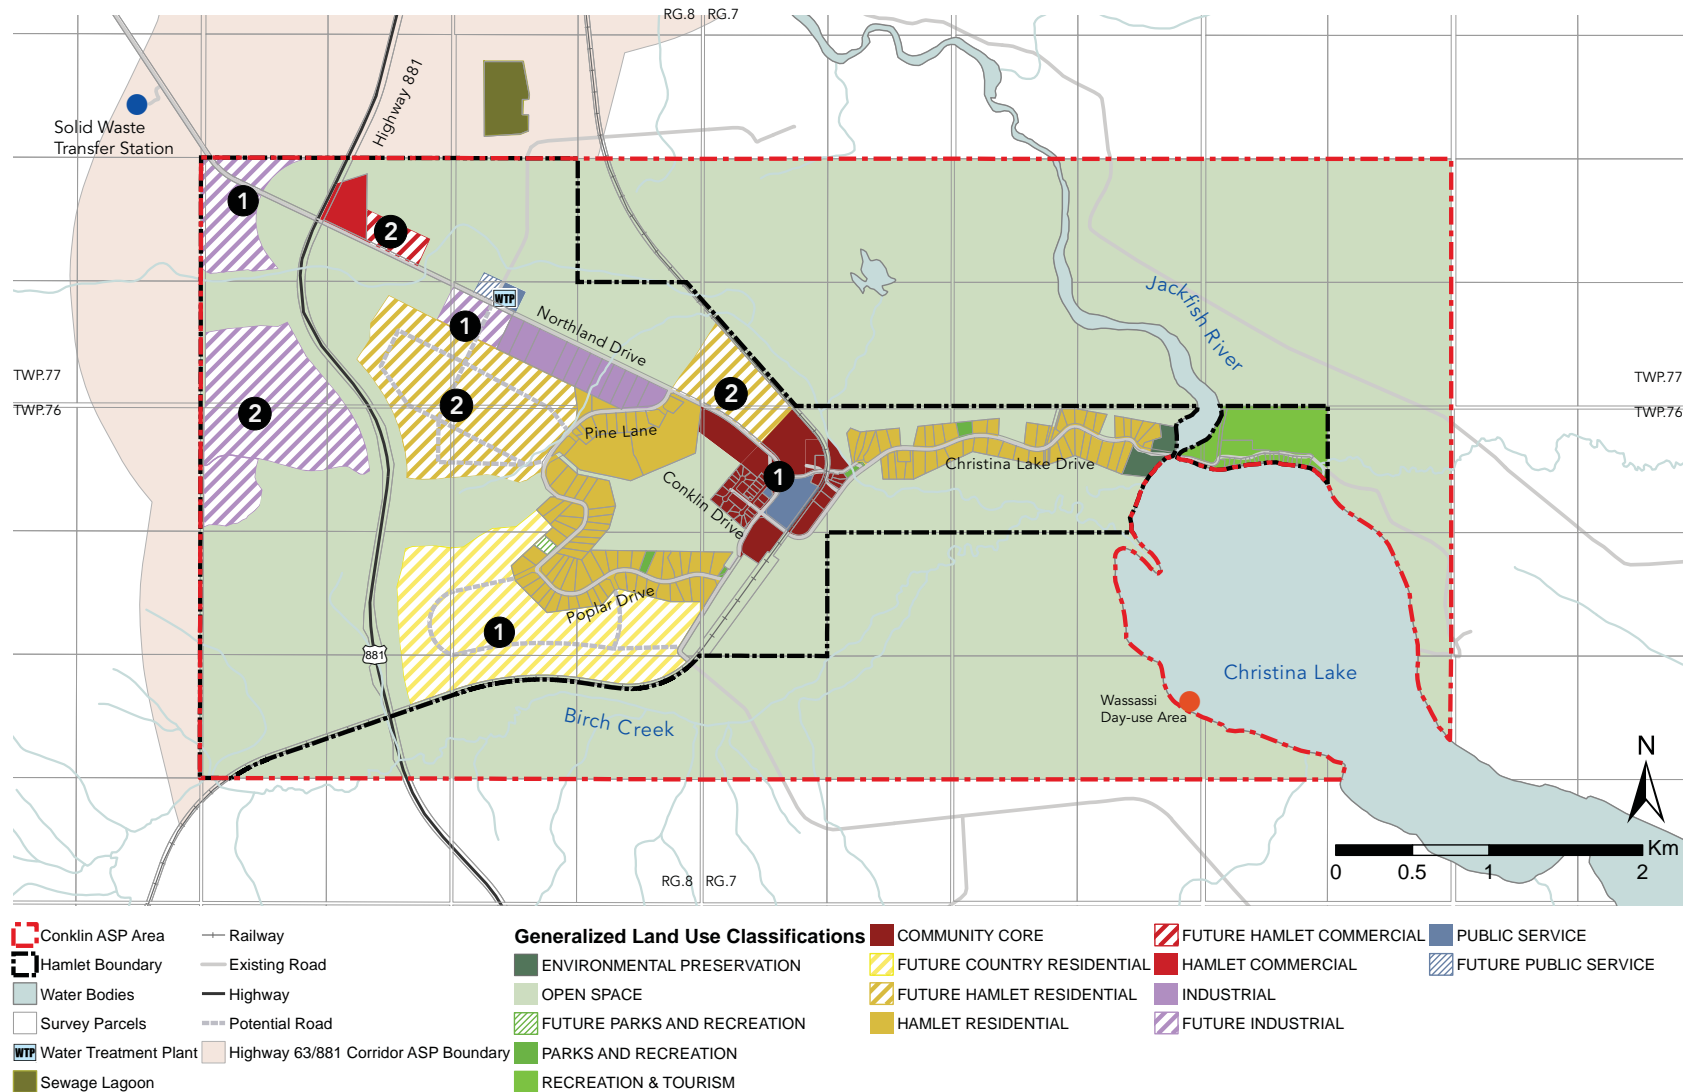 RG.8 RG.7
Highway 881
Solid Waste
Transfer Station
1
2
WTP
Northland Drive
1
Jackfish River
TWP.77
TWP.76
TWP.77
TWP.76
2
2
2
Pine Lane
Christina Lake Drive
1
Conklin Drive
Poplar Drive
1
881
Christina Lake
Wassassi
Day-use Area
Birch Creek
N
Km
0 0.5 1 2
RG.8 RG.7
Conklin ASP Area
Hamlet Boundary
Water Bodies
Survey Parcels
WTP Water Treatment Plant
Sewage Lagoon
Railway
Existing Road
Highway
Potential Road
Highway 63/881 Corridor ASP Boundary
Generalized Land Use Classifications
ENVIRONMENTAL PRESERVATION
OPEN SPACE
FUTURE PARKS AND RECREATION
PARKS AND RECREATION
RECREATION & TOURISM
COMMUNITY CORE
FUTURE COUNTRY RESIDENTIAL
FUTURE HAMLET RESIDENTIAL
HAMLET RESIDENTIAL
FUTURE HAMLET COMMERCIAL
HAMLET COMMERCIAL
INDUSTRIAL
FUTURE INDUSTRIAL
PUBLIC SERVICE
FUTURE PUBLIC SERVICE